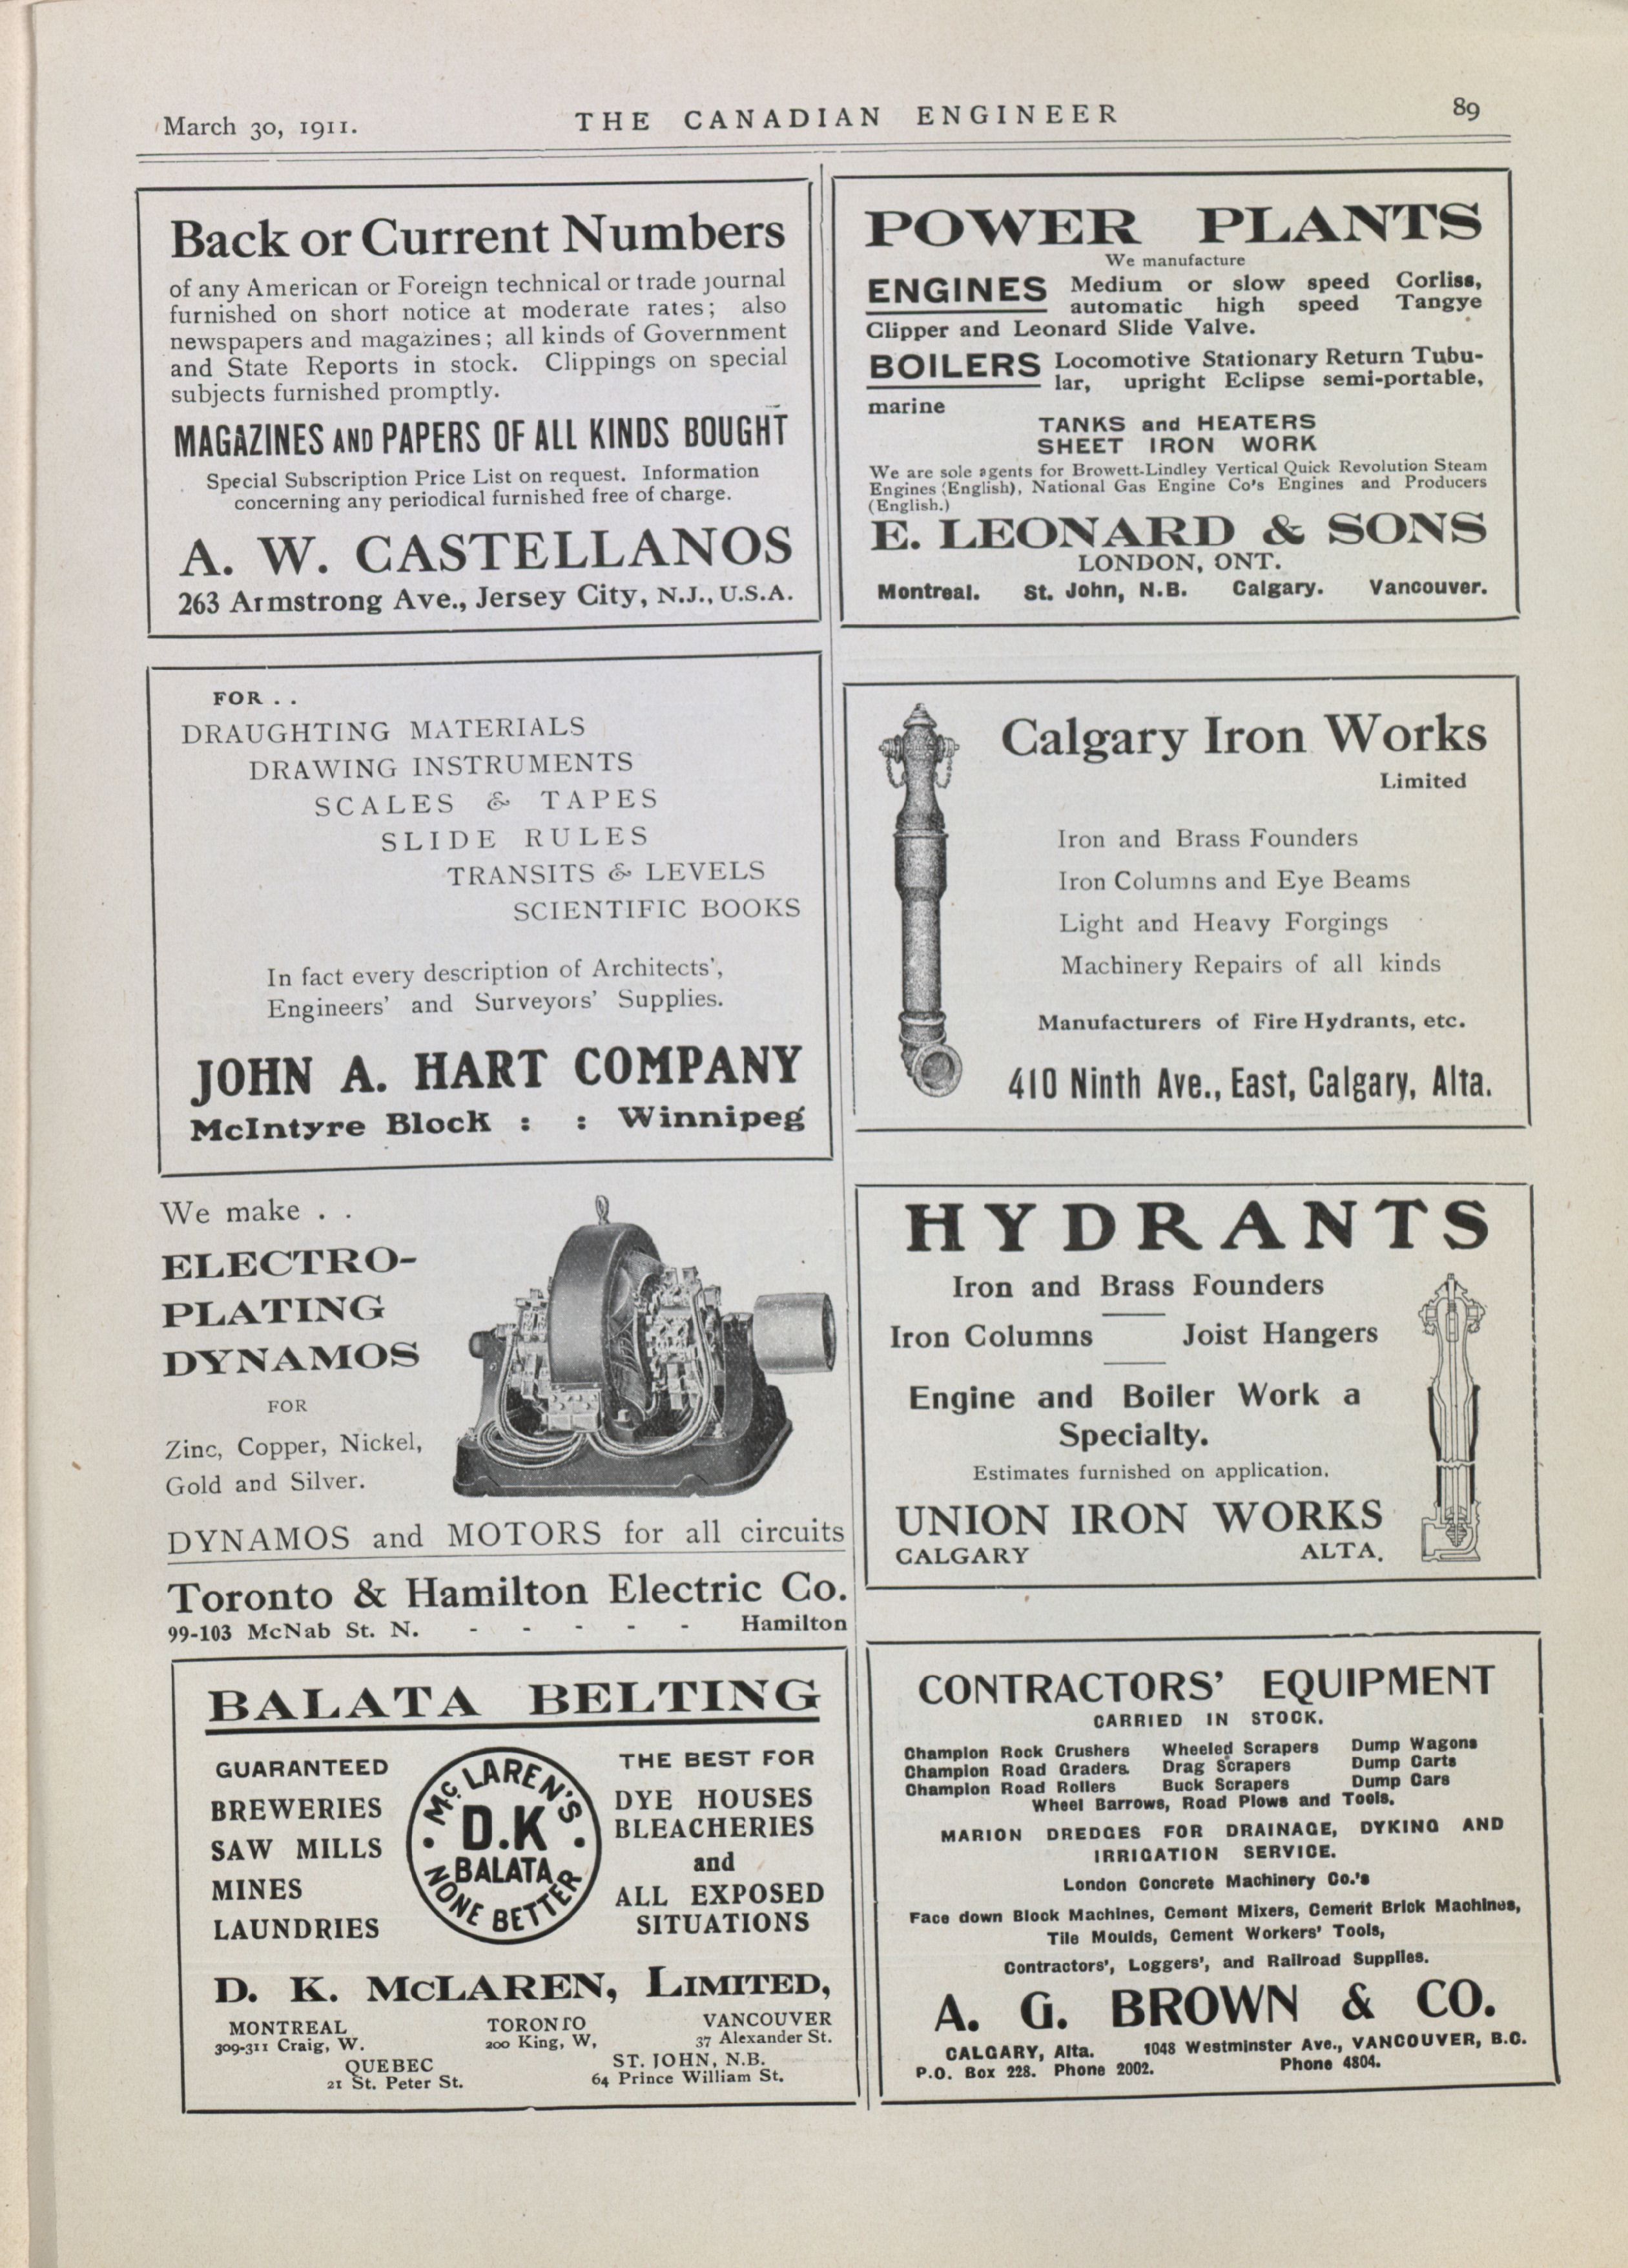 March 30, 1911.
THE CANADIAN ENGINEER
89
Back or Current Numbers
of any American or Foreign technical or trade journal
furnished on short notice at moderate rates; also
newspapers and magazines; all kinds of Government
and State Reports in stock. Clippings on special
subjects furnished promptly.
MAGAZINES AND PAPERS OF ALL KINDS BOUGHT
Special Subscription Price List on request. Information
concerning any periodical furnished free of charge.
A. W. CASTELLANOS
263 Armstrong Ave., Jersey City, N.J., U.S.A.
FOR . .
DRAUGHTING MATERIALS
DRAWING INSTRUMENTS
SCALES & TAPES
SLIDE RULES
TRANSITS & LEVELS
SCIENTIFIC BOOKS
In fact every description of Architects',
Engineers' and Surveyors' Supplies.
JOHN A. HART COMPANY
McIntyre Block : : Winnipeg
We make . .
ELECTRO-
PLATING
DYNAMOS
FOR
Zinc, Copper, Nickel,
Gold and Silver.
DYNAMOS and MOTORS for all circuits
Toronto & Hamilton Electric Co.
99-103 McNab St. N. - - - - - Hamilton
BALATA BELTING
GUARANTEED
BREWERIES
SAW MILLS
MINES
LAUNDRIES
McLAREN'S
D.K
BALATA
NONE BETTER
THE BEST FOR
DYE HOUSES
BLEACHERIES
and
ALL EXPOSED
SITUATIONS
D. K. McLAREN, LIMITED,
MONTREAL TORONTO VANCOUVER
309-311 Craig, W. 200 King, W, 37 Alexander St.
QUEBEC ST. JOHN, N.B.
21 St. Peter St. 64 Prince William St.
POWER PLANTS
We manufacture
ENGINES Medium or slow speed Corliss,
automatic high speed Tangye
Clipper and Leonard Slide Valve.
BOILERS Locomotive Stationary Return Tubu-
lar, upright Eclipse semi-portable,
marine
TANKS and HEATERS
SHEET IRON WORK
We are sole agents for Browett-Lindley Vertical Quick Revolution Steam
Engines (English), National Gas Engine Co's Engines and Producers
(English.)
E. LEONARD & SONS
LONDON, ONT.
Montreal. St. John, N.B. Calgary. Vancouver.
Calgary Iron Works
Limited
Iron and Brass Founders
Iron Columns and Eye Beams
Light and Heavy Forgings
Machinery Repairs of all kinds
Manufacturers of Fire Hydrants, etc.
410 Ninth Ave., East, Calgary, Alta.
HYDRANTS
Iron and Brass Founders
Iron Columns Joist Hangers
Engine and Boiler Work a
Specialty.
Estimates furnished on application.
UNION IRON WORKS
CALGARY ALTA.
CONTRACTORS' EQUIPMENT
CARRIED IN STOCK.
Champion Rock Crushers Wheeled Scrapers Dump Wagons
Champion Road Graders Drag Scrapers Dump Carts
Champion Road Rollers Buck Scrapers Dump Cars
Wheel Barrows, Road Plows and Tools.
MARION DREDGES FOR DRAINAGE, DYKING AND
IRRIGATION SERVICE.
London Concrete Machinery Co.'s
Face down Block Machines, Cement Mixers, Cement Brick Machines,
Tile Moulds, Cement Workers' Tools,
Contractors', Loggers', and Railroad Supplies.
A. G. BROWN & CO.
CALGARY, Alta. 1048 Westminster Ave., VANCOUVER, B.C.
P.O. Box 228. Phone 2002. Phone 4804.